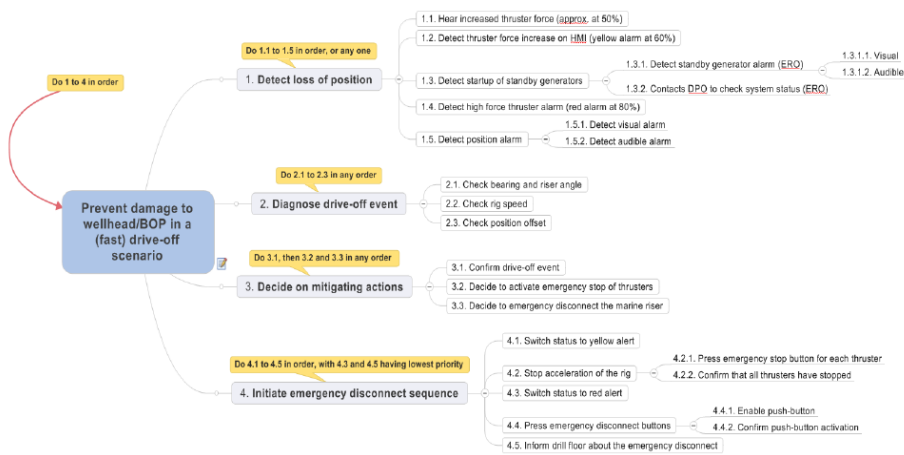 Do 1 to 4 in order
Prevent damage to
wellhead/BOP in a
(fast) drive-off
scenario
Do 1.1 to 1.5 in order, or any one
1. Detect loss of position
1.1. Hear increased thruster force (approx. at 50%)
1.2. Detect thruster force increase on HMI (yellow alarm at 60%)
1.3. Detect startup of standby generators
1.3.1. Detect standby generator alarm (ERO)
1.3.1.1. Visual
1.3.1.2. Audible
1.3.2. Contacts DPO to check system status (ERO)
1.4. Detect high force thruster alarm (red alarm at 80%)
1.5. Detect position alarm
1.5.1. Detect visual alarm
1.5.2. Detect audible alarm
Do 2.1 to 2.3 in any order
2. Diagnose drive-off event
2.1. Check bearing and riser angle
2.2. Check rig speed
2.3. Check position offset
Do 3.1, then 3.2 and 3.3 in any order
3. Decide on mitigating actions
3.1. Confirm drive-off event
3.2. Decide to activate emergency stop of thrusters
3.3. Decide to emergency disconnect the marine riser
Do 4.1 to 4.5 in order, with 4.3 and 4.5 having lowest priority
4. Initiate emergency disconnect sequence
4.1. Switch status to yellow alert
4.2. Stop acceleration of the rig
4.2.1. Press emergency stop button for each thruster
4.2.2. Confirm that all thrusters have stopped
4.3. Switch status to red alert
4.4. Press emergency disconnect buttons
4.4.1. Enable push-button
4.4.2. Confirm push-button activation
4.5. Inform drill floor about the emergency disconnect